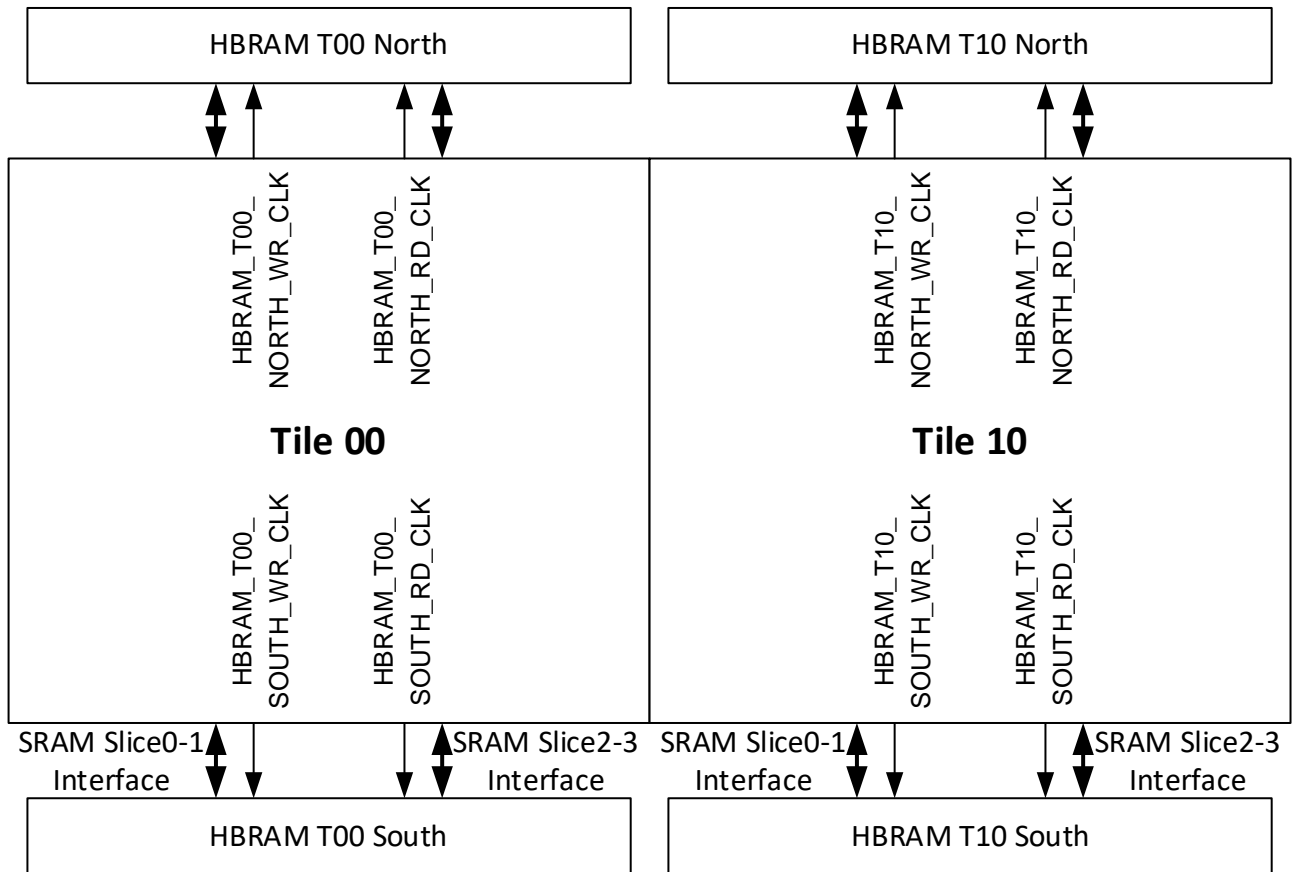 HBRAM T00 North
HBRAM T10 North
HBRAM_T00_
NORTH_WR_CLK
HBRAM_T00_
NORTH_RD_CLK
HBRAM_T10_
NORTH_WR_CLK
HBRAM_T10_
NORTH_RD_CLK
Tile 00
Tile 10
HBRAM_T00_
SOUTH_WR_CLK
HBRAM_T00_
SOUTH_RD_CLK
HBRAM_T10_
SOUTH_WR_CLK
HBRAM_T10_
SOUTH_RD_CLK
SRAM Slice0-1
Interface
SRAM Slice2-3
Interface
SRAM Slice0-1
Interface
SRAM Slice2-3
Interface
HBRAM T00 South
HBRAM T10 South